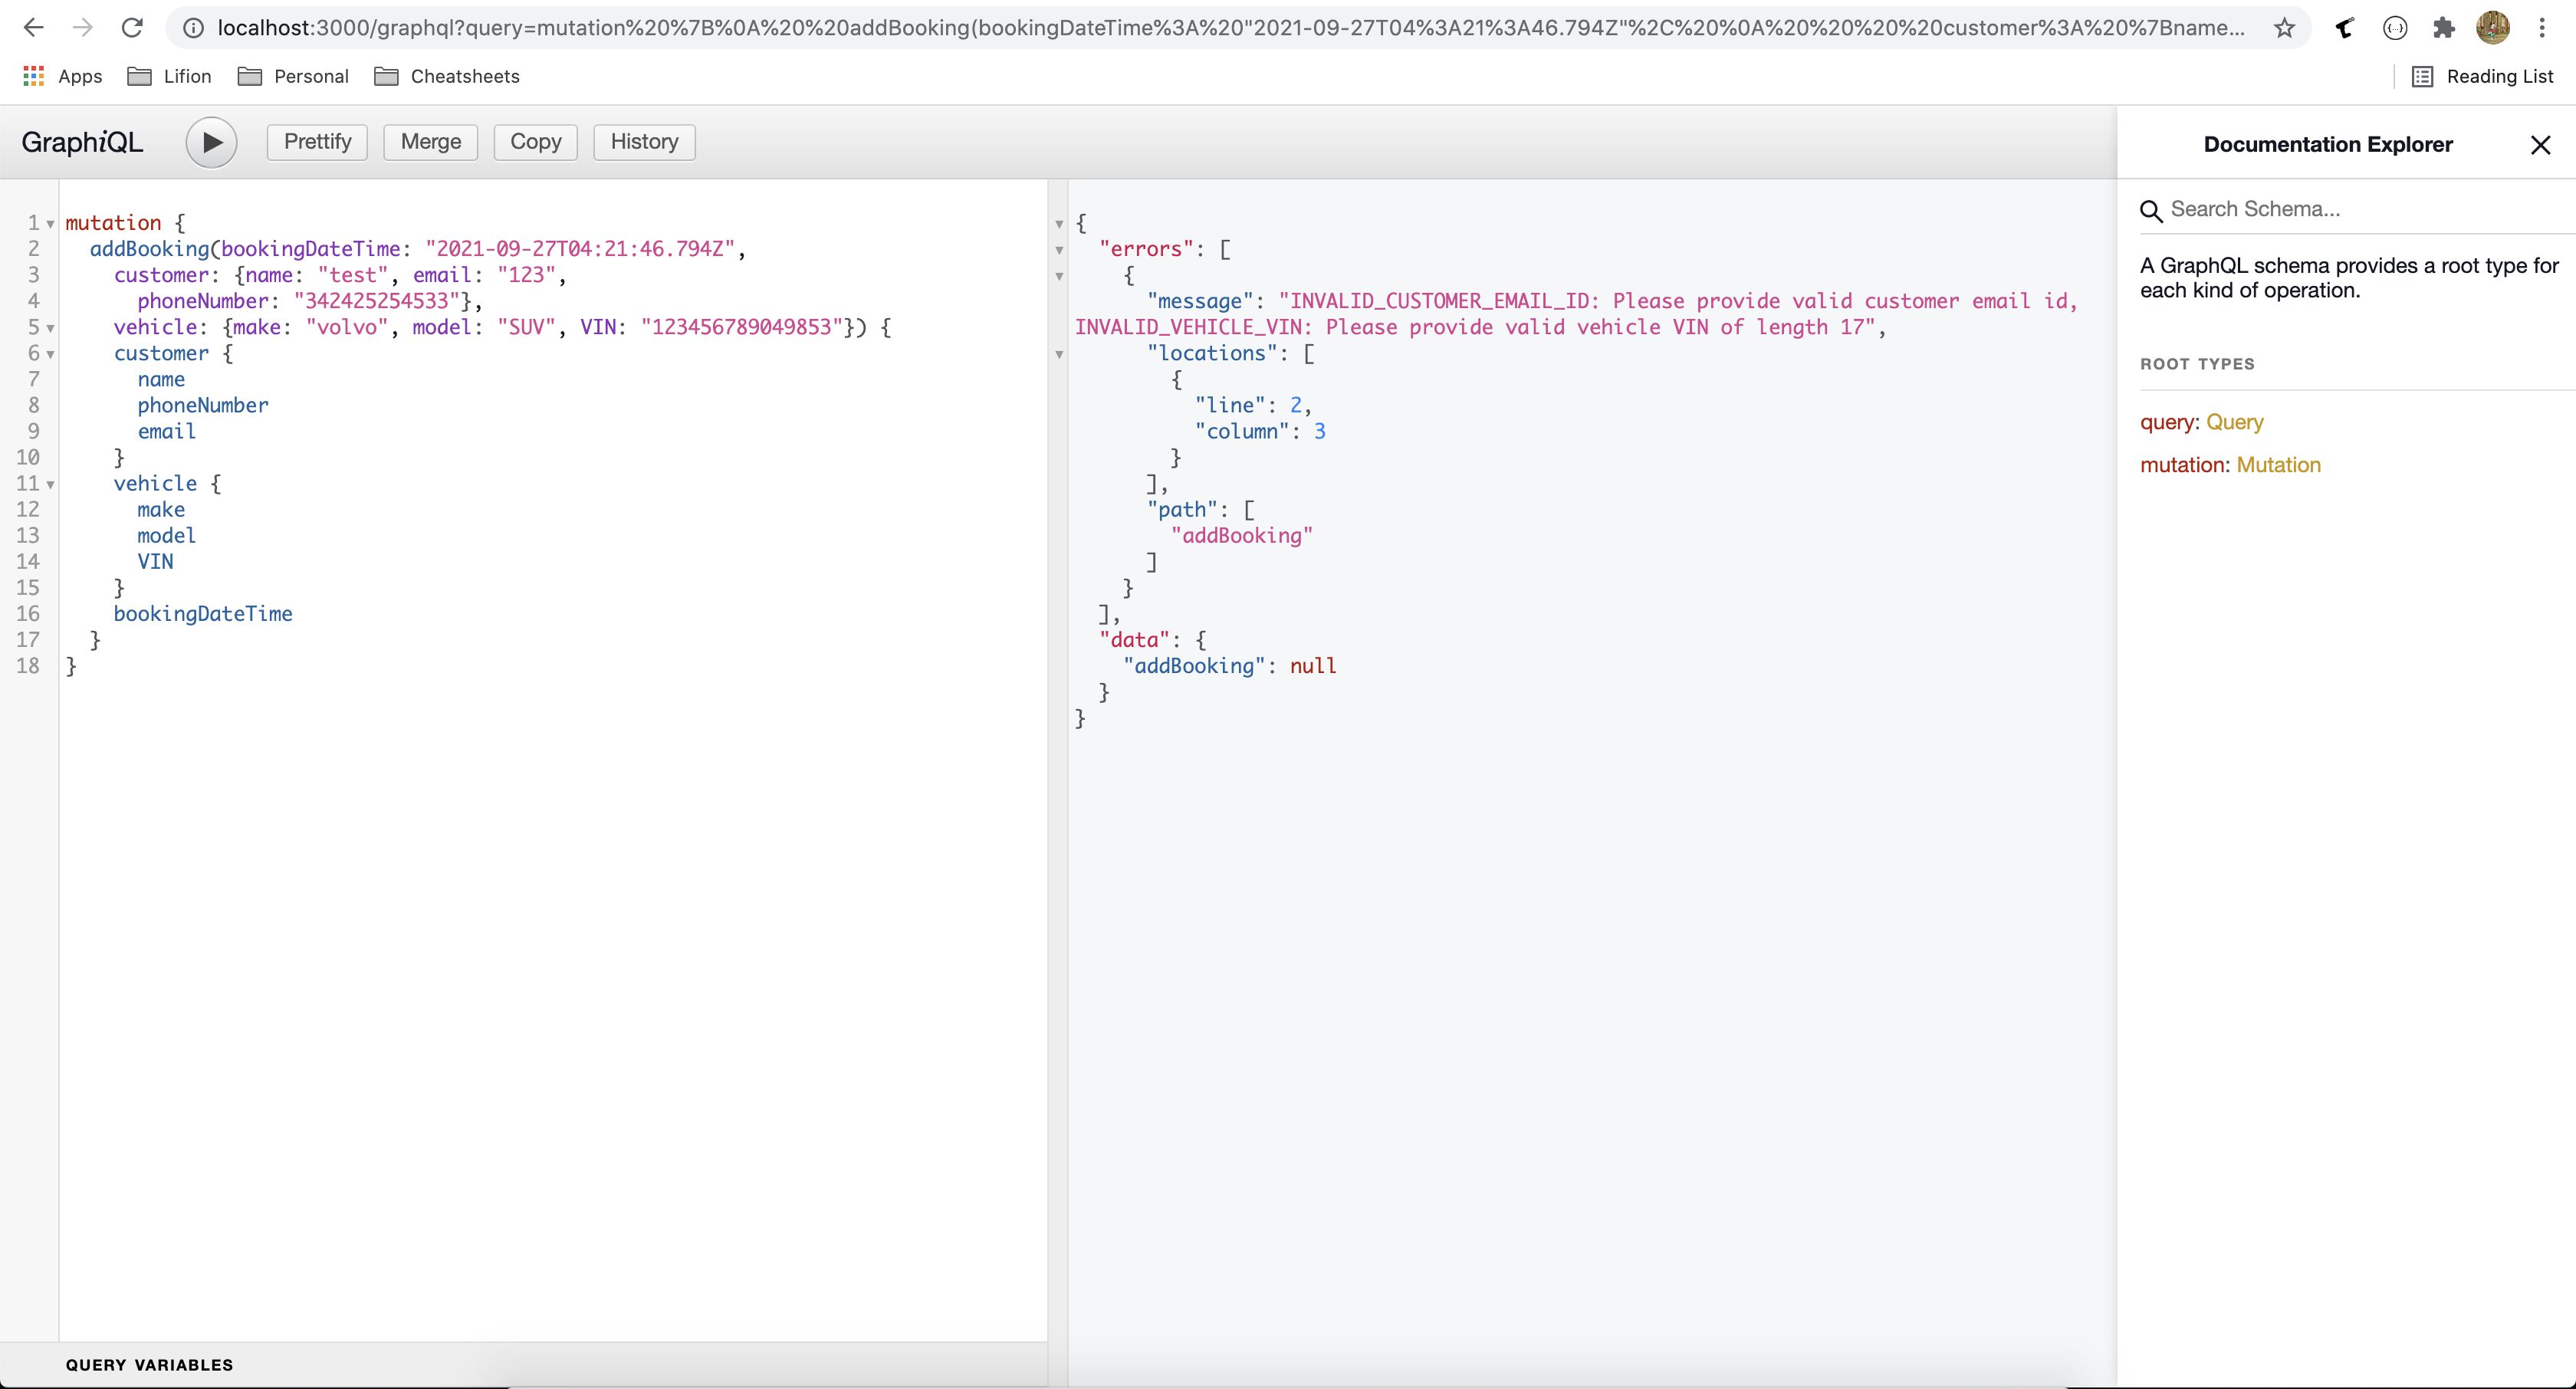 localhost:3000/graphql?query=mutation%20%7B%0A%20%20addBooking(bookingDateTime%3A%20"2021-09-27T04%3A21%3A46.794Z"%2C%20%0A%20%20%20%20customer%3A%20%7Bname...
Apps Lifion Personal Cheatsheets Reading List
GraphiQL Prettify Merge Copy History
1 mutation {
2   addBooking(bookingDateTime: "2021-09-27T04:21:46.794Z",
3     customer: {name: "test", email: "123",
4       phoneNumber: "342425254533"},
5     vehicle: {make: "volvo", model: "SUV", VIN: "123456789049853"}) {
6     customer {
7       name
8       phoneNumber
9       email
10     }
11     vehicle {
12       make
13       model
14       VIN
15     }
16     bookingDateTime
17   }
18 }
QUERY VARIABLES
{
  "errors": [
    {
      "message": "INVALID_CUSTOMER_EMAIL_ID: Please provide valid customer email id,
INVALID_VEHICLE_VIN: Please provide valid vehicle VIN of length 17",
      "locations": [
        {
          "line": 2,
          "column": 3
        }
      ],
      "path": [
        "addBooking"
      ]
    }
  ],
  "data": {
    "addBooking": null
  }
}
Documentation Explorer
Search Schema...
A GraphQL schema provides a root type for
each kind of operation.
ROOT TYPES
query: Query
mutation: Mutation